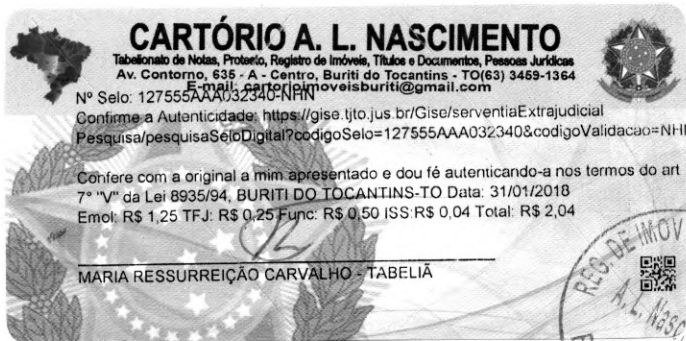 CARTÓRIO A. L. NASCIMENTO
Tabelionato de Notas, Protesto, Registro de Imóveis, Títulos e Documentos, Pessoas Jurídicas
Av. Contorno, 635 - A - Centro, Buriti do Tocantins - TO(63) 3459-1364
E-mail: cartorioimoveisburiti@gmail.com
Nº Selo: 127555AAA032340-NHN
Confirme a Autenticidade: https://gise.tjto.jus.br/Gise/serventiaExtrajudicial
Pesquisa/pesquisaSeloDigital?codigoSelo=127555AAA032340&codigoValidacao=NHN
Confere com a original a mim apresentado e dou fé autenticando-a nos termos do art
7° "V" da Lei 8935/94, BURITI DO TOCANTINS-TO Data: 31/01/2018
Emol: R$ 1,25 TFJ: R$ 0,25 Func: R$ 0,50 ISS:R$ 0,04 Total: R$ 2,04
MARIA RESSURREIÇÃO CARVALHO - TABELIÃ
REG. DE IMÓV
A. L. Nasc